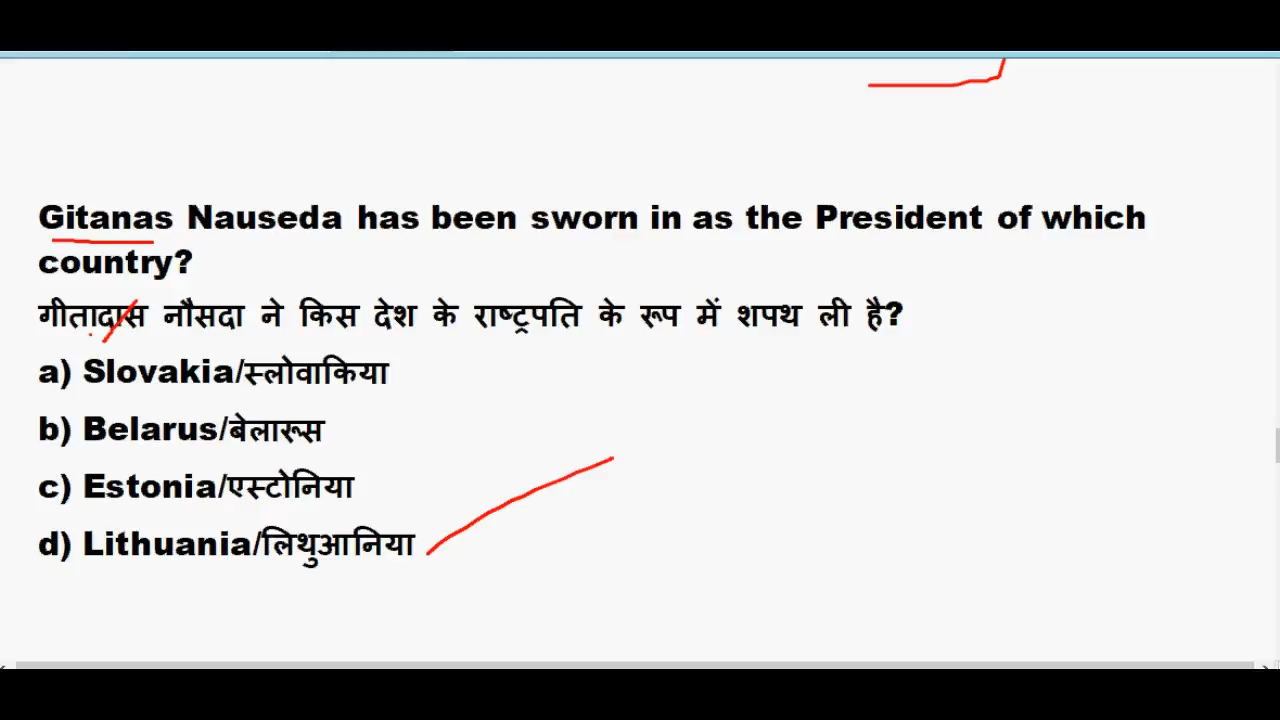 Gitanas Nauseda has been sworn in as the President of which
country?
गीतादास नौसदा ने किस देश के राष्ट्रपति के रूप में शपथ ली है?
a) Slovakia/स्लोवाकिया
b) Belarus/बेलारूस
c) Estonia/एस्टोनिया
d) Lithuania/लिथुआनिया